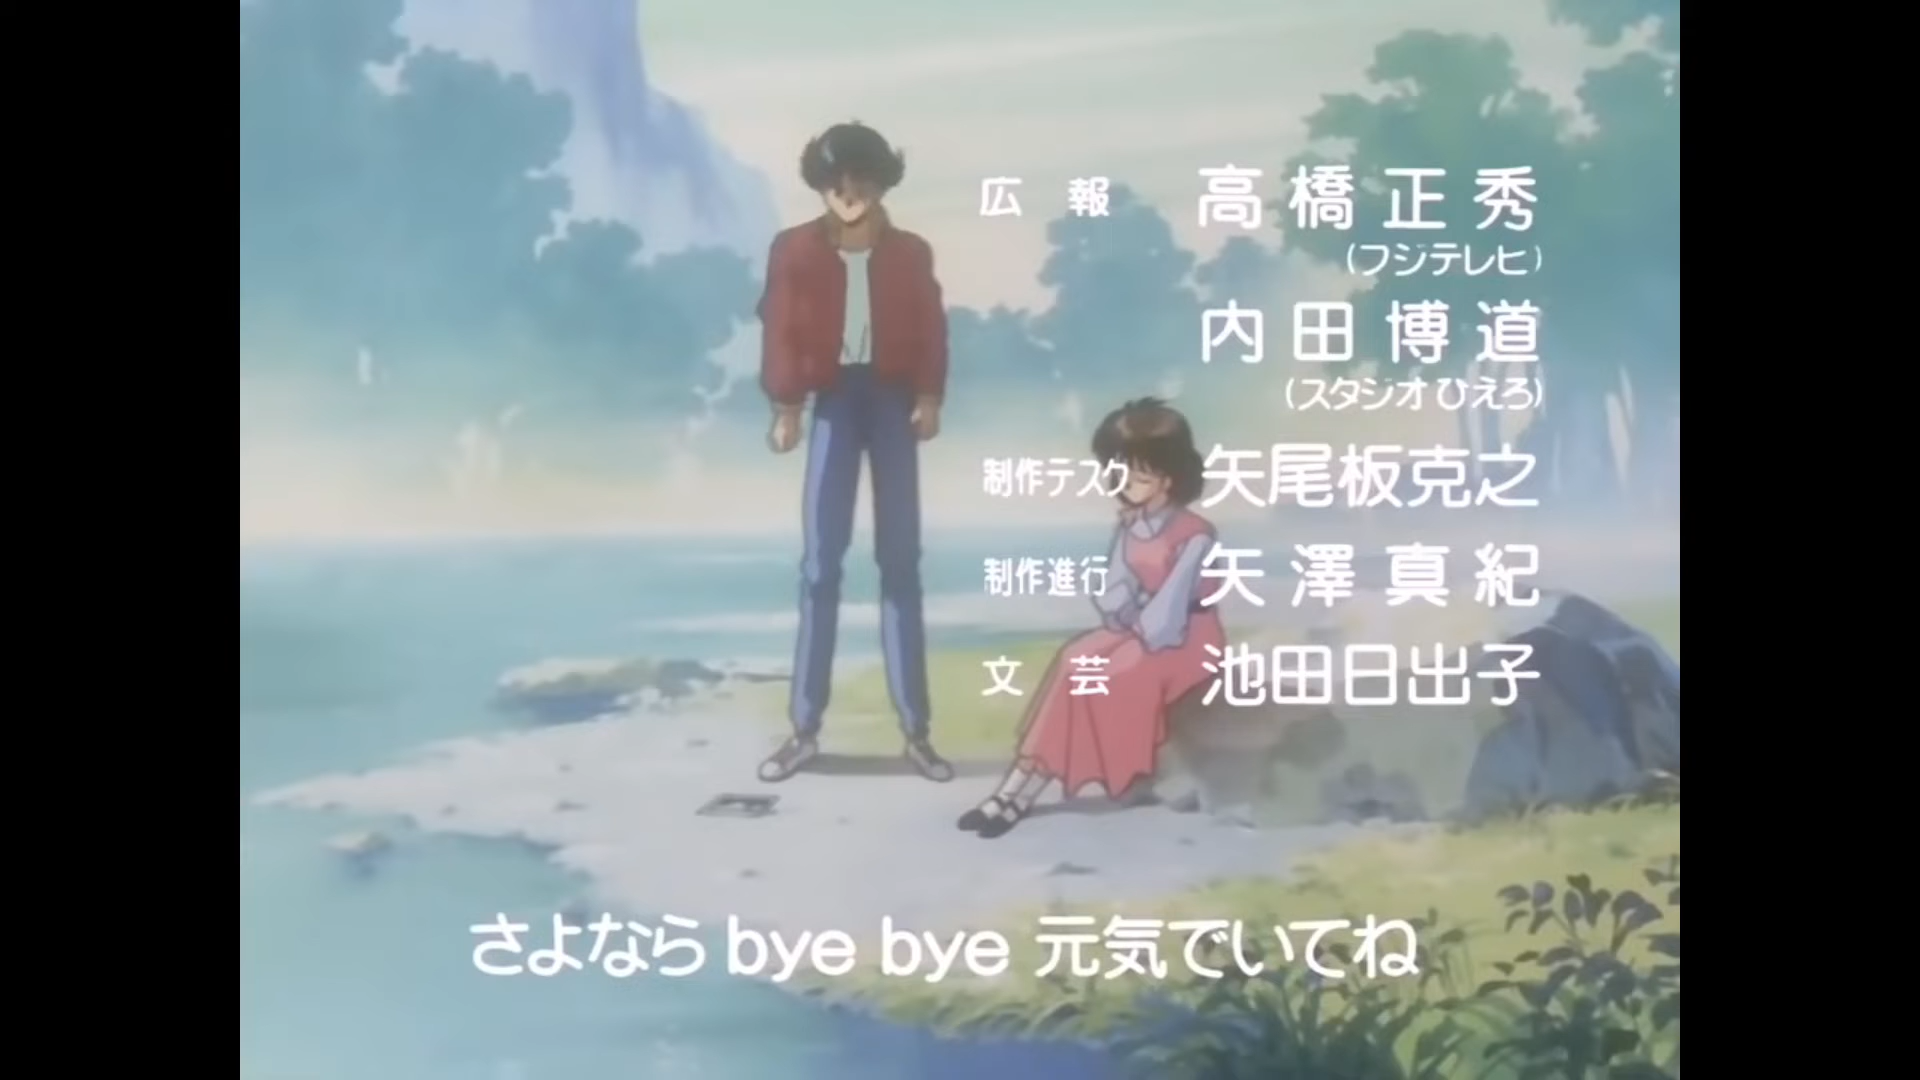 広報 高橋正秀
(フジテレビ)
内田博道
(スタジオひえろ)
制作デスク 矢尾板克之
制作進行 矢澤真紀
文芸 池田日出子
さよなら bye bye 元気でいてね